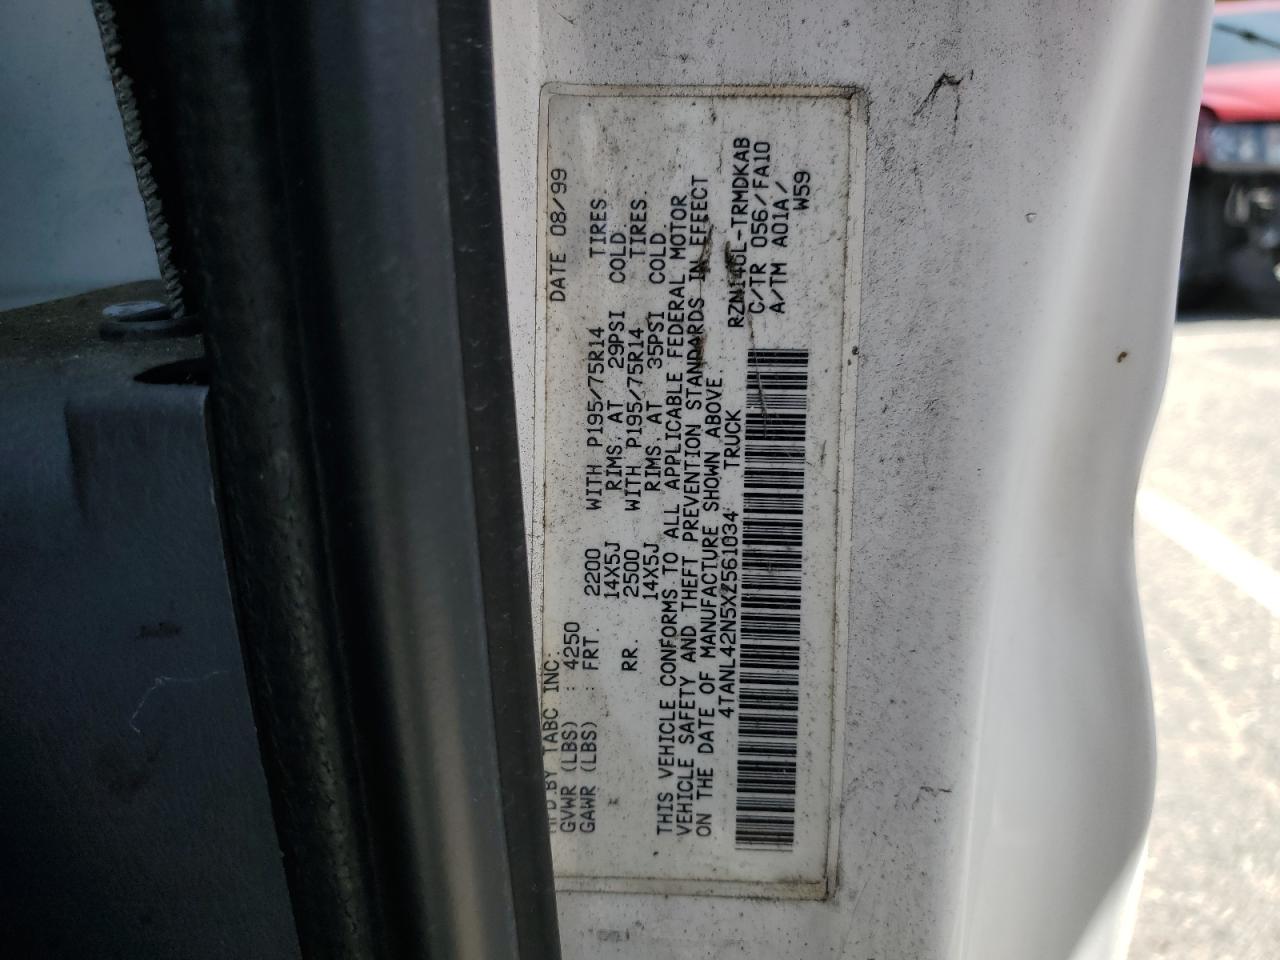 MFD.BY TABC INC. DATE 08/99
GVWR (LBS) : 4250
GAWR (LBS) : FRT. 2200 WITH P195/75R14 TIRES.
14X5J RIMS. AT 29PSI COLD.
RR. 2500 WITH P195/75R14 TIRES.
14X5J RIMS. AT 35PSI COLD
THIS VEHICLE CONFORMS TO ALL APPLICABLE FEDERAL MOTOR
VEHICLE SAFETY AND THEFT PREVENTION STANDARDS IN EFFECT
ON THE DATE OF MANUFACTURE SHOWN ABOVE.
4TANL42N5XZ561034 TRUCK
RZN140L-TRMDKAB
C/TR 056/FA10
A/TM A01A/
W59